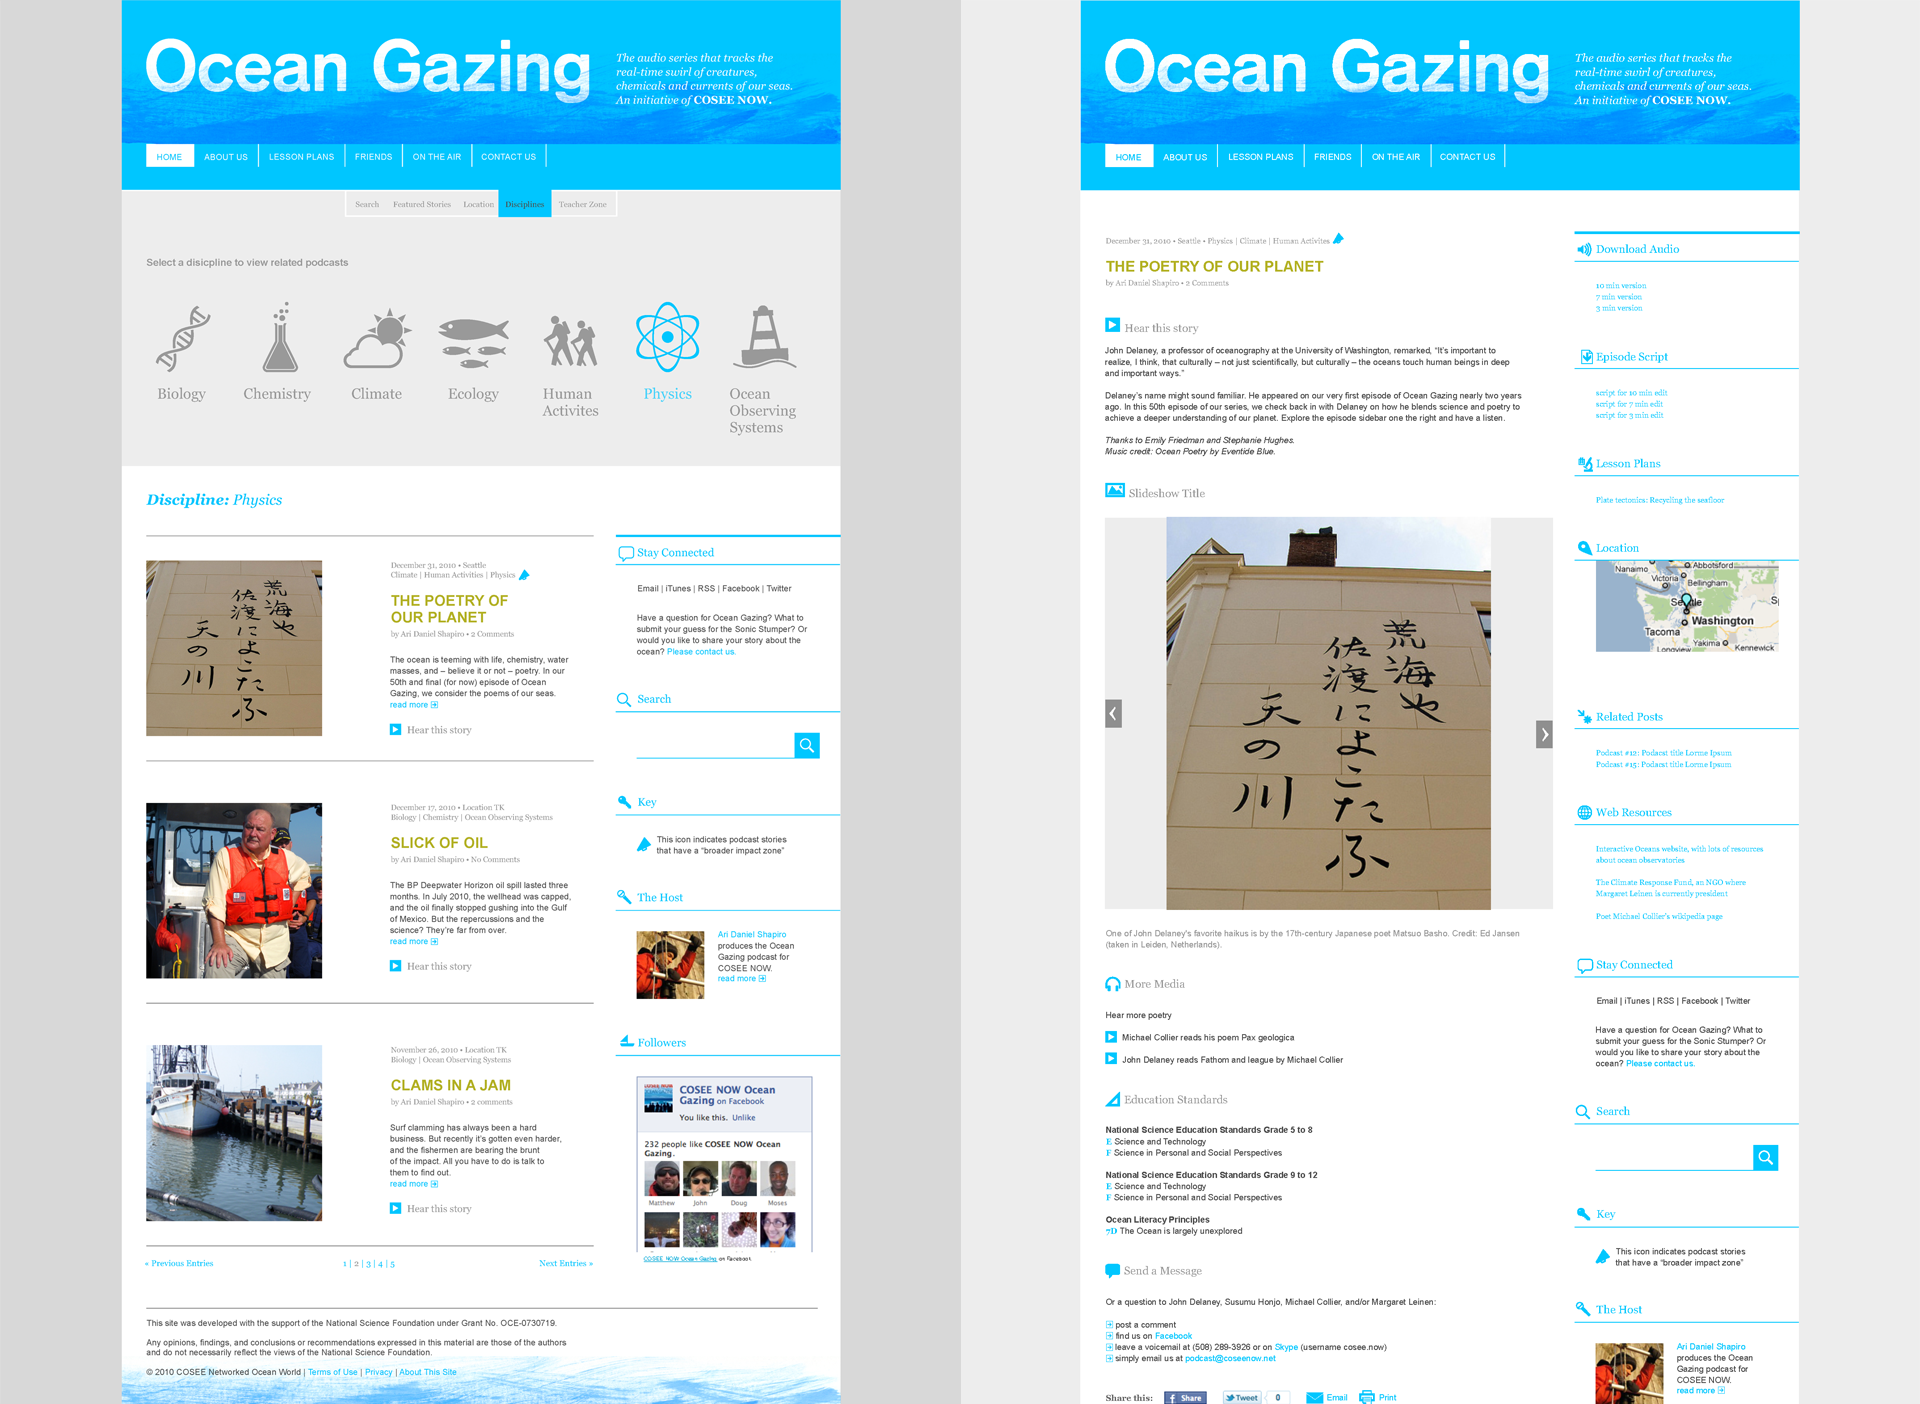 Ocean Gazing
The audio series that tracks the
real-time swirl of creatures,
chemicals and currents of our seas.
An initiative of COSEE NOW.
HOME
ABOUT US
LESSON PLANS
FRIENDS
ON THE AIR
CONTACT US
Search
Featured Stories
Location
Disciplines
Teacher Zone
Select a disicpline to view related podcasts
Biology
Chemistry
Climate
Ecology
Human
Activites
Physics
Ocean
Observing
Systems
Discipline: Physics
荒海や
佐渡によこたふ
天の川
December 31, 2010 • Seattle
Climate | Human Activities | Physics
THE POETRY OF
OUR PLANET
by Ari Daniel Shapiro • 2 Comments
The ocean is teeming with life, chemistry, water
masses, and – believe it or not – poetry. In our
50th and final (for now) episode of Ocean
Gazing, we consider the poems of our seas.
read more
Hear this story
December 17, 2010 • Location TK
Biology | Chemistry | Ocean Observing Systems
SLICK OF OIL
by Ari Daniel Shapiro • No Comments
The BP Deepwater Horizon oil spill lasted three
months. In July 2010, the wellhead was capped,
and the oil finally stopped gushing into the Gulf
of Mexico. But the repercussions and the
science? They're far from over.
read more
Hear this story
November 26, 2010 • Location TK
Biology | Ocean Observing Systems
CLAMS IN A JAM
by Ari Daniel Shapiro • 2 comments
Surf clamming has always been a hard
business. But recently it's gotten even harder,
and the fishermen are bearing the brunt
of the impact. All you have to do is talk to
them to find out.
read more
Hear this story
« Previous Entries
1 | 2 | 3 | 4 | 5
Next Entries »
Stay Connected
Email | iTunes | RSS | Facebook | Twitter
Have a question for Ocean Gazing? What to
submit your guess for the Sonic Stumper? Or
would you like to share your story about the
ocean? Please contact us.
Search
Key
This icon indicates podcast stories
that have a “broader impact zone”
The Host
Ari Daniel Shapiro
produces the Ocean
Gazing podcast for
COSEE NOW.
read more
Followers
COSEE NOW Ocean
Gazing on Facebook
You like this. Unlike
232 people like COSEE NOW Ocean
Gazing.
Matthew
John
Doug
Moses
COSEE NOW Ocean Gazing on Facebook
This site was developed with the support of the National Science Foundation under Grant No. OCE-0730719.
Any opinions, findings, and conclusions or recommendations expressed in this material are those of the authors
and do not necessarily reflect the views of the National Science Foundation.
© 2010 COSEE Networked Ocean World | Terms of Use | Privacy | About This Site
Ocean Gazing
The audio series that tracks the
real-time swirl of creatures,
chemicals and currents of our seas.
An initiative of COSEE NOW.
HOME
ABOUT US
LESSON PLANS
FRIENDS
ON THE AIR
CONTACT US
December 31, 2010 • Seattle • Physics | Climate | Human Activites
THE POETRY OF OUR PLANET
by Ari Daniel Shapiro • 2 Comments
Hear this story
John Delaney, a professor of oceanography at the University of Washington, remarked, “It's important to
realize, I think, that culturally – not just scientifically, but culturally – the oceans touch human beings in deep
and important ways.”
Delaney's name might sound familiar. He appeared on our very first episode of Ocean Gazing nearly two years
ago. In this 50th episode of our series, we check back in with Delaney on how he blends science and poetry to
achieve a deeper understanding of our planet. Explore the episode sidebar one the right and have a listen.
Thanks to Emily Friedman and Stephanie Hughes.
Music credit: Ocean Poetry by Eventide Blue.
Slideshow Title
荒海や
佐渡によこたふ
天の川
One of John Delaney's favorite haikus is by the 17th-century Japanese poet Matsuo Basho. Credit: Ed Jansen
(taken in Leiden, Netherlands).
More Media
Hear more poetry
Michael Collier reads his poem Pax geologica
John Delaney reads Fathom and league by Michael Collier
Education Standards
National Science Education Standards Grade 5 to 8
E Science and Technology
F Science in Personal and Social Perspectives
National Science Education Standards Grade 9 to 12
E Science and Technology
F Science in Personal and Social Perspectives
Ocean Literacy Principles
7D The Ocean is largely unexplored
Send a Message
Or a question to John Delaney, Susumu Honjo, Michael Collier, and/or Margaret Leinen:
post a comment
find us on Facebook
leave a voicemail at (508) 289-3926 or on Skype (username cosee.now)
simply email us at podcast@coseenow.net
Share this:
Share
Tweet
0
Email
Print
Download Audio
10 min version
7 min version
3 min version
Episode Script
script for 10 min edit
script for 7 min edit
script for 3 min edit
Lesson Plans
Plate tectonics: Recycling the seafloor
Location
Nanaimo
Abbotsford
Victoria
Bellingham
Seattle
Washington
Tacoma
Yakima
Kennewick
Longview
Related Posts
Podcast #12: Podacst title Lorme Ipsum
Podcast #15: Podacst title Lorme Ipsum
Web Resources
Interactive Oceans website, with lots of resources
about ocean observatories
The Climate Response Fund, an NGO where
Margaret Leinen is currently president
Poet Michael Collier's wikipedia page
Stay Connected
Email | iTunes | RSS | Facebook | Twitter
Have a question for Ocean Gazing? What to
submit your guess for the Sonic Stumper? Or
would you like to share your story about the
ocean? Please contact us.
Search
Key
This icon indicates podcast stories
that have a “broader impact zone”
The Host
Ari Daniel Shapiro
produces the Ocean
Gazing podcast for
COSEE NOW.
read more